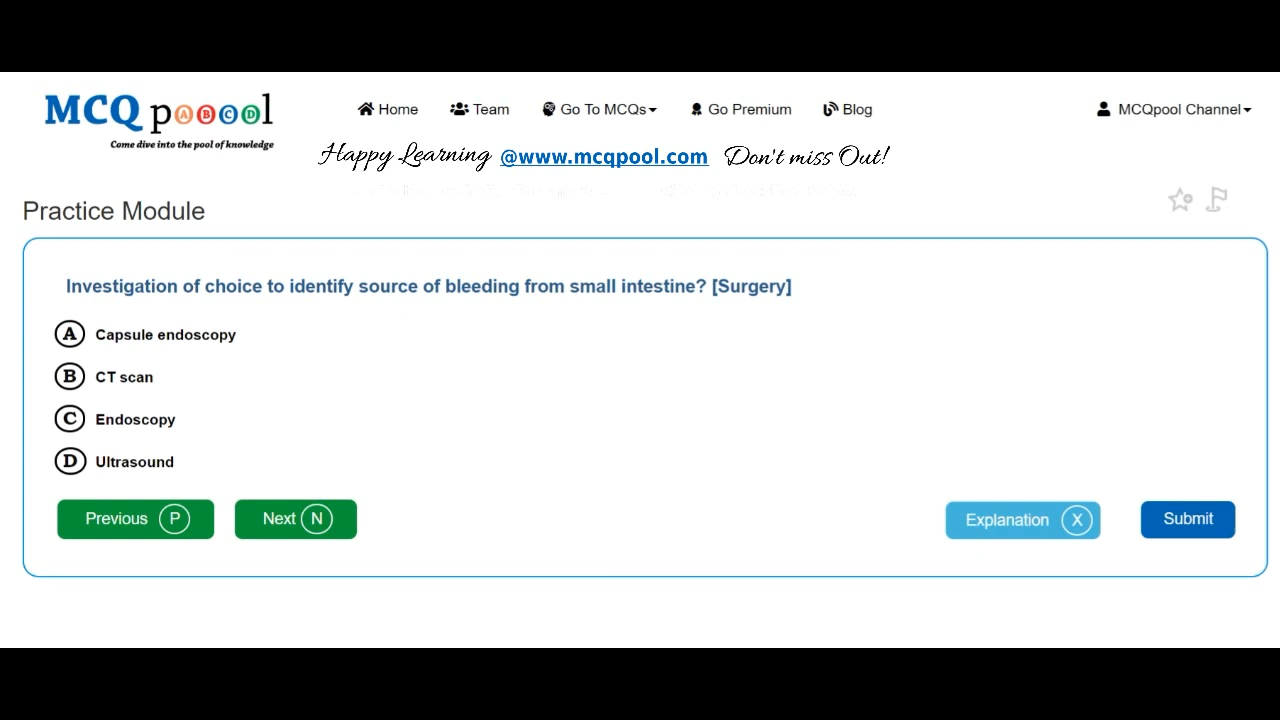 MCQ pABCDl
Come dive into the pool of knowledge
Home Team Go To MCQs Go Premium Blog MCQpool Channel
Happy Learning @www.mcqpool.com Don't miss Out!
Practice Module
Investigation of choice to identify source of bleeding from small intestine? [Surgery]
A Capsule endoscopy
B CT scan
C Endoscopy
D Ultrasound
Previous P Next N Explanation X Submit